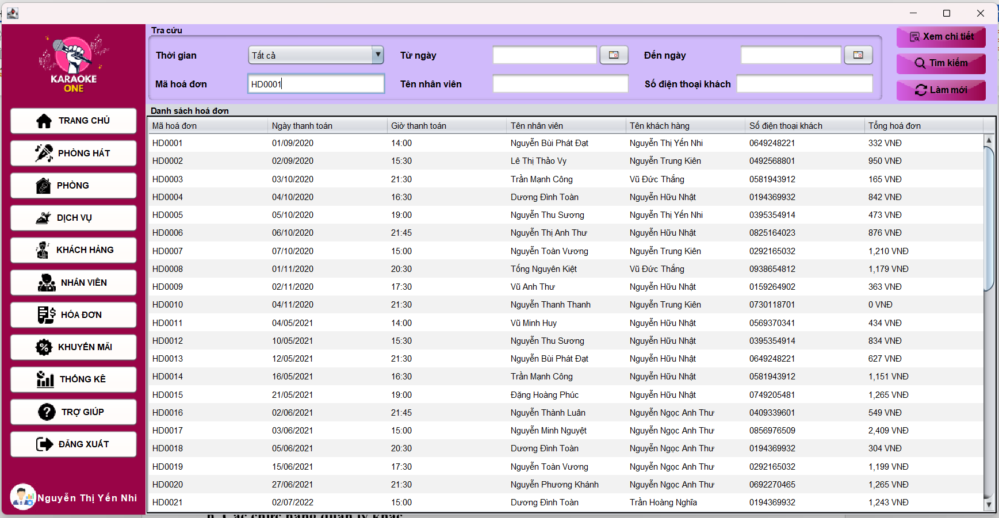 KARAOKE
ONE
TRANG CHỦ
PHÒNG HÁT
PHÒNG
DỊCH VỤ
KHÁCH HÀNG
NHÂN VIÊN
HÓA ĐƠN
KHUYẾN MÃI
THỐNG KÊ
TRỢ GIÚP
ĐĂNG XUẤT
Nguyễn Thị Yến Nhi
Tra cứu
Thời gian Tất cả Từ ngày Đến ngày
Mã hoá đơn HD0001 Tên nhân viên Số điện thoại khách
Xem chi tiết
Tìm kiếm
Làm mới
Danh sách hoá đơn
Mã hoá đơn Ngày thanh toán Giờ thanh toán Tên nhân viên Tên khách hàng Số điện thoại khách Tổng hoá đơn
HD0001 01/09/2020 14:00 Nguyễn Bùi Phát Đạt Nguyễn Thị Yến Nhi 0649248221 332 VNĐ
HD0002 02/09/2020 15:30 Lê Thị Thảo Vy Nguyễn Trung Kiên 0492568801 950 VNĐ
HD0003 03/10/2020 21:30 Trần Mạnh Công Vũ Đức Thắng 0581943912 165 VNĐ
HD0004 04/10/2020 16:30 Dương Đình Toàn Nguyễn Hữu Nhật 0194369932 842 VNĐ
HD0005 05/10/2020 19:00 Nguyễn Thu Sương Nguyễn Thị Yến Nhi 0395354914 473 VNĐ
HD0006 06/10/2020 21:45 Nguyễn Thị Anh Thư Nguyễn Hữu Nhật 0825164023 876 VNĐ
HD0007 07/10/2020 15:00 Nguyễn Toàn Vương Nguyễn Trung Kiên 0292165032 1,210 VNĐ
HD0008 01/11/2020 20:30 Tống Nguyên Kiệt Vũ Đức Thắng 0938654812 1,179 VNĐ
HD0009 02/11/2020 17:30 Vũ Anh Thư Nguyễn Hữu Nhật 0159264902 363 VNĐ
HD0010 04/11/2020 21:30 Nguyễn Thanh Thanh Nguyễn Trung Kiên 0730118701 0 VNĐ
HD0011 04/05/2021 14:00 Vũ Minh Huy Nguyễn Hữu Nhật 0569370341 434 VNĐ
HD0012 10/05/2021 15:30 Nguyễn Thu Sương Nguyễn Hữu Nhật 0395354914 834 VNĐ
HD0013 12/05/2021 21:30 Nguyễn Bùi Phát Đạt Nguyễn Hữu Nhật 0649248221 627 VNĐ
HD0014 16/05/2021 16:30 Trần Mạnh Công Nguyễn Hữu Nhật 0581943912 1,151 VNĐ
HD0015 21/05/2021 19:00 Đặng Hoàng Phúc Nguyễn Hữu Nhật 0749205481 1,265 VNĐ
HD0016 02/06/2021 21:45 Nguyễn Thành Luân Nguyễn Ngọc Anh Thư 0409339601 549 VNĐ
HD0017 03/06/2021 15:00 Nguyễn Minh Nguyệt Nguyễn Ngọc Anh Thư 0856976509 2,409 VNĐ
HD0018 05/06/2021 20:30 Dương Đình Toàn Nguyễn Ngọc Anh Thư 0194369932 304 VNĐ
HD0019 15/06/2021 17:30 Nguyễn Toàn Vương Nguyễn Ngọc Anh Thư 0292165032 1,199 VNĐ
HD0020 27/06/2021 21:30 Nguyễn Phương Khánh Nguyễn Ngọc Anh Thư 0692270465 1,265 VNĐ
HD0021 02/07/2022 15:00 Dương Đình Toàn Trần Hoàng Nghĩa 0194369932 1,243 VNĐ